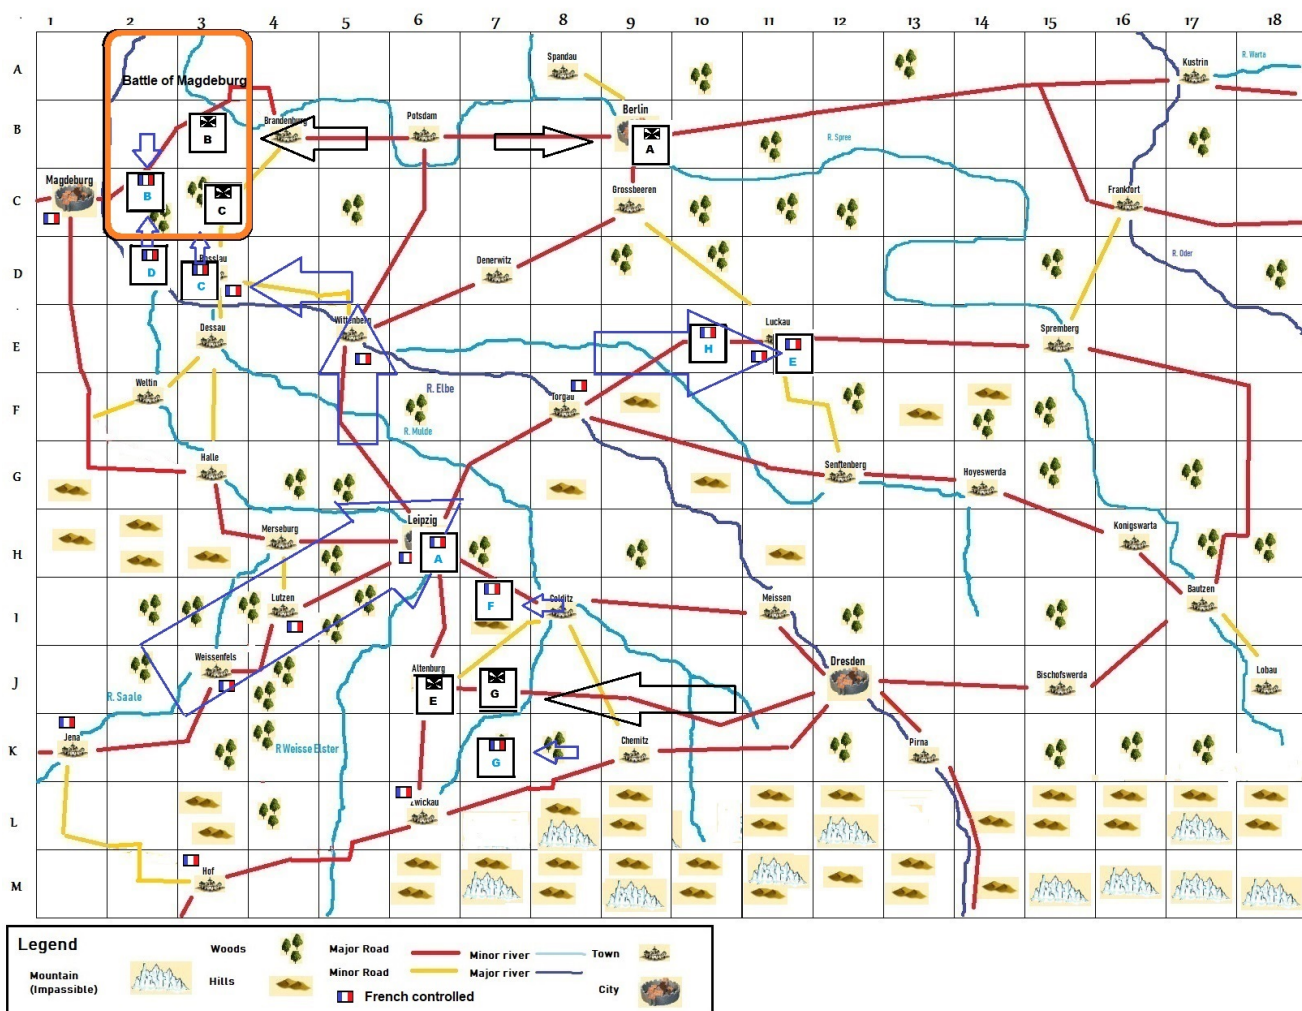 1 2 3 4 5 6 7 8 9 10 11 12 13 14 15 16 17 18
A
Spandau
Kustrin
R. Warta
Battle of Magdeburg
Berlin
B
B
Brandenburg
Potsdam
A
R. Spree
Magdeburg
C
B
C
Grossbeeren
Frankfort
D
D
C
Rosslau
Denerwitz
R. Oder
E
Dessau
Wittenberg
H
Luckau
E
Spremberg
F
Weltin
R. Elbe
R. Mulde
Torgau
G
Halle
Senftenberg
Hoyeswerda
H
Merseburg
Leipzig
A
Konigswarta
I
Lutzen
F
Colditz
Meissen
Bautzen
J
R. Saale
Weissenfels
Altenburg
E
G
Dresden
Bischofswerda
Lobau
K
Jena
R Weisse Elster
G
Chemitz
Pirna
L
Zwickau
M
Hof
Legend
Mountain
(Impassible)
Woods
Hills
Major Road
Minor Road
French controlled
Minor river
Major river
Town
City